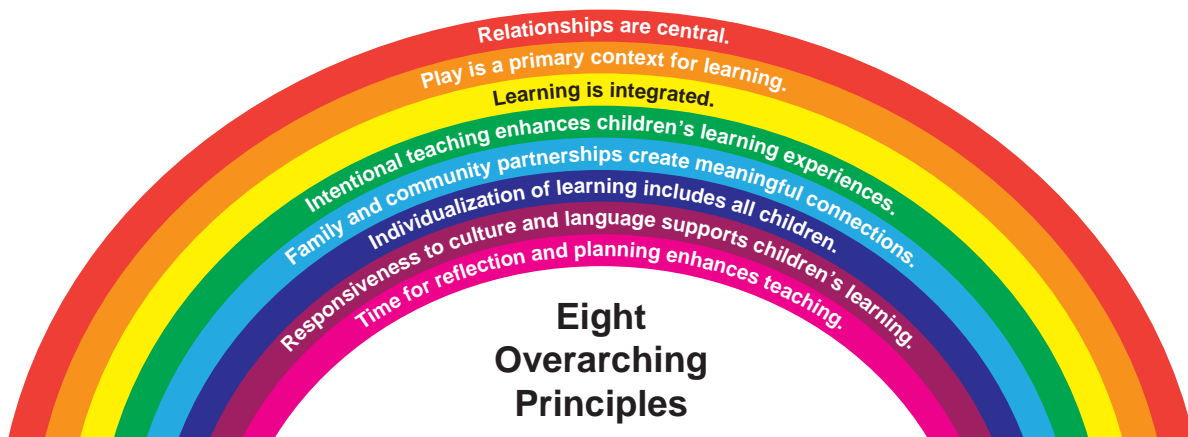 Relationships are central.
Play is a primary context for learning.
Learning is integrated.
Intentional teaching enhances children’s learning experiences.
Family and community partnerships create meaningful connections.
Individualization of learning includes all children.
Responsiveness to culture and language supports children’s learning.
Time for reflection and planning enhances teaching.
Eight
Overarching
Principles